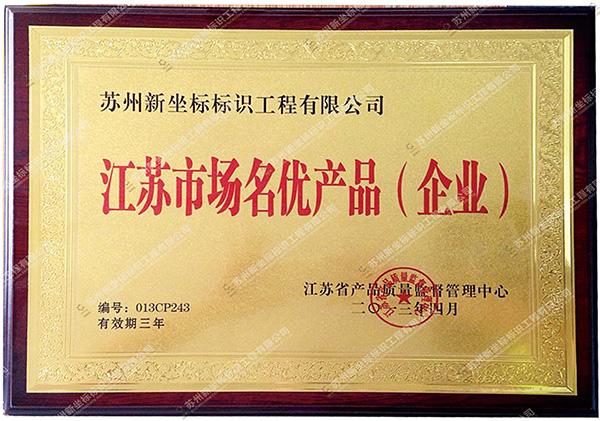 苏州新坐标标识工程有限公司
江苏市场名优产品（企业）
江苏省产品质量监督管理中心
二〇一三年四月
编号：013CP243
有效期三年